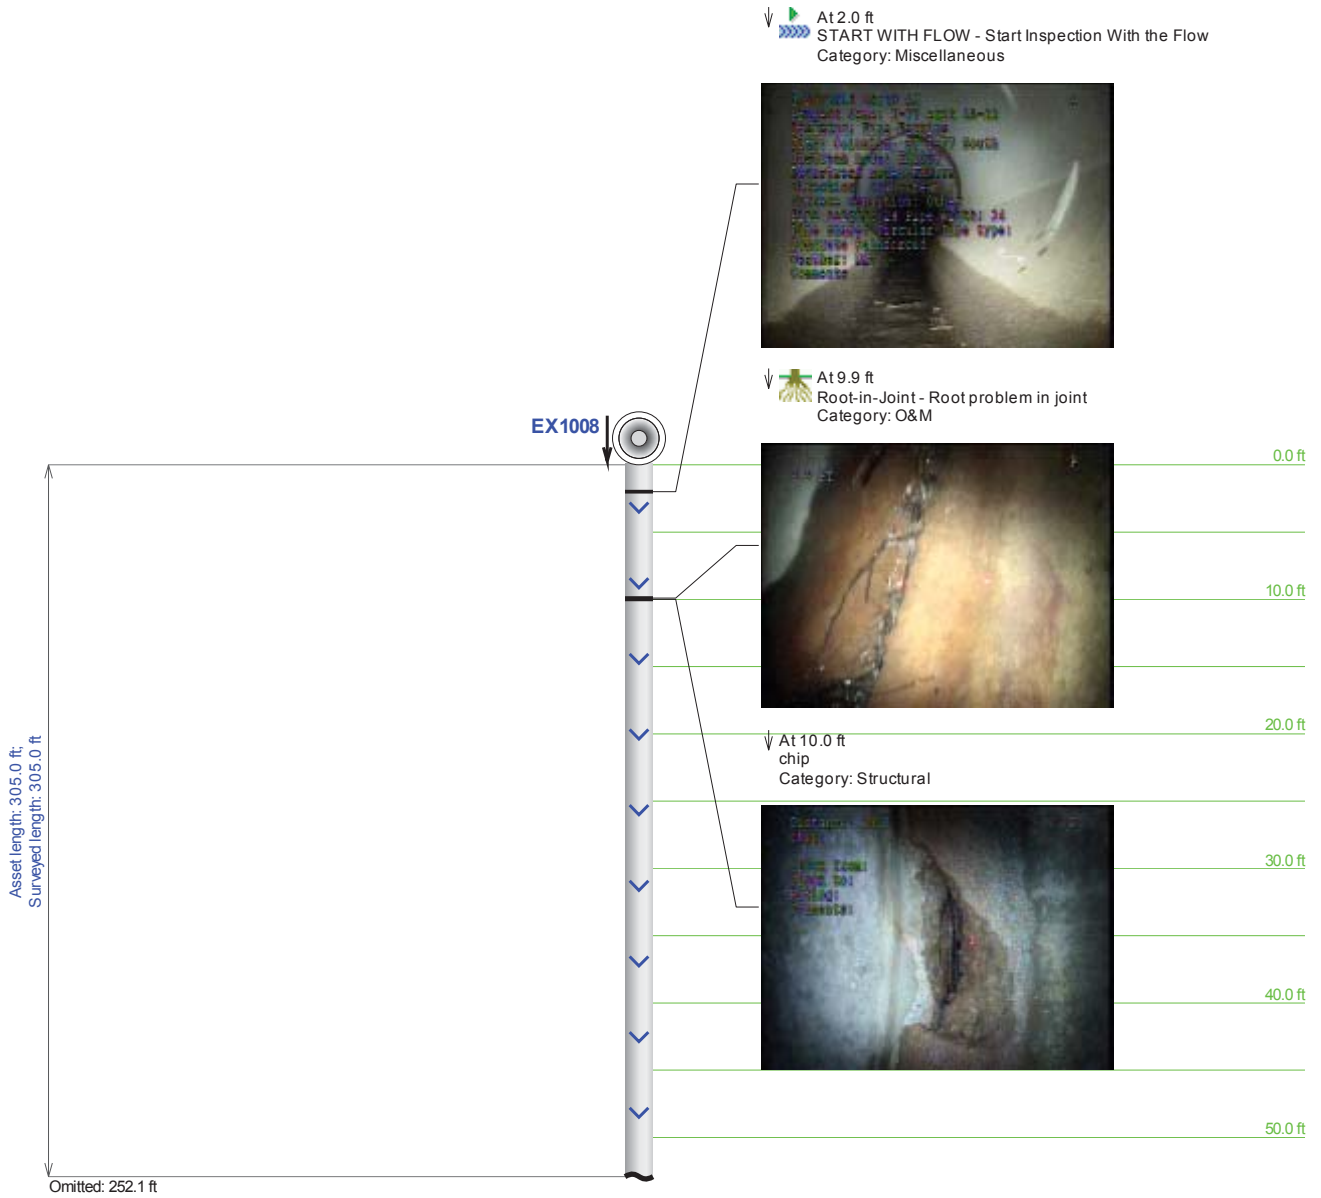 At 2.0 ft
START WITH FLOW - Start Inspection With the Flow
Category: Miscellaneous
At 9.9 ft
Root-in-Joint - Root problem in joint
Category: O&M
EX1008
0.0 ft
10.0 ft
20.0 ft
At 10.0 ft
chip
Category: Structural
Asset length: 305.0 ft;
Surveyed length: 305.0 ft
30.0 ft
40.0 ft
50.0 ft
Omitted: 252.1 ft